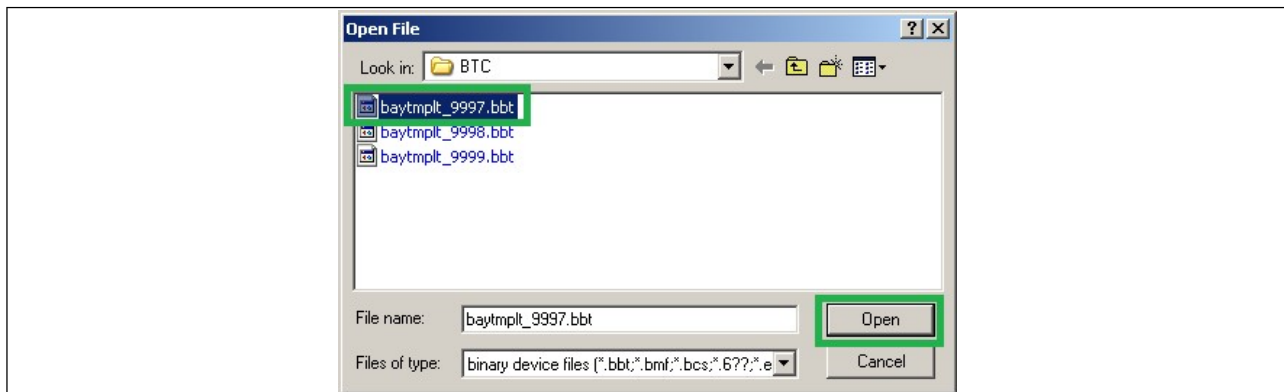 Open File
Look in: BTC
baytmplt_9997.bbt
baytmplt_9998.bbt
baytmplt_9999.bbt
File name: baytmplt_9997.bbt Open
Files of type: binary device files (*.bbt;*.bmf;*.bcs;*.6??;*.e Cancel